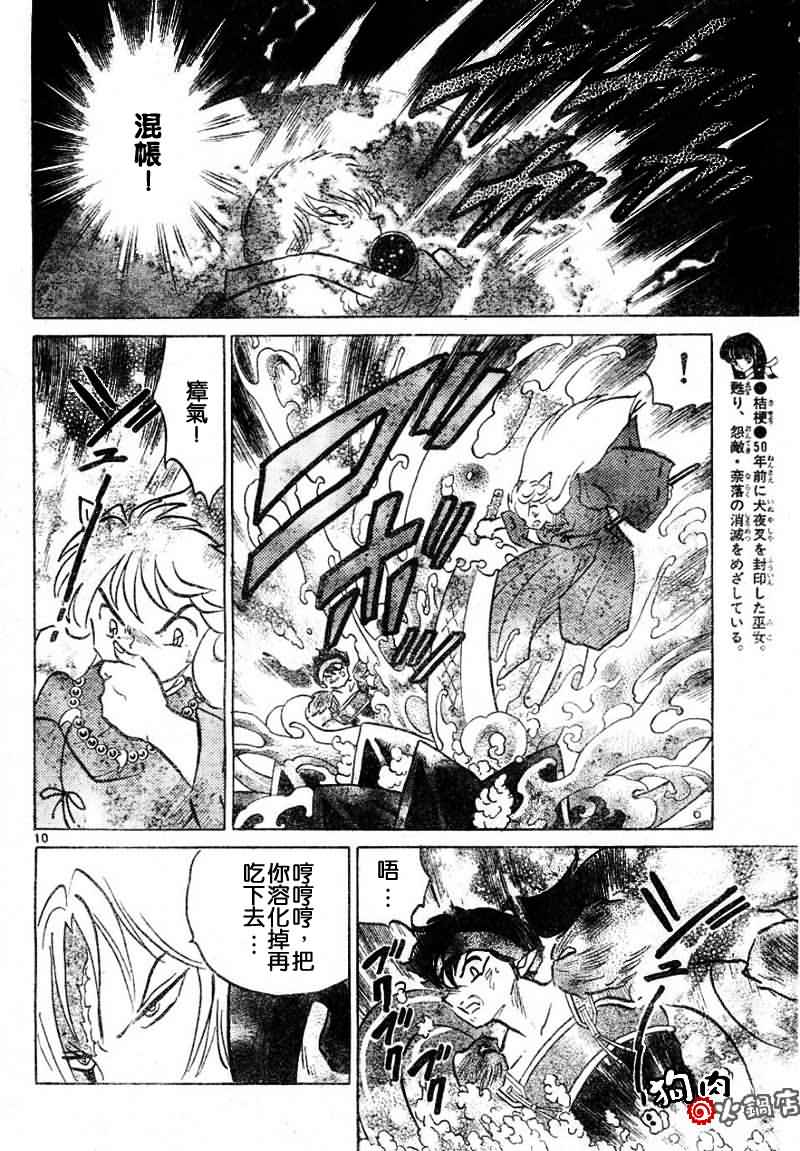 混帳！
！
●桔梗●50年前に犬夜叉を封印した巫女。
甦り、怨敵・奈落の消滅をめざしている。
瘴氣！
10
唔…
哼哼哼，把
你溶化掉再
吃下去…
狗肉
火鍋店